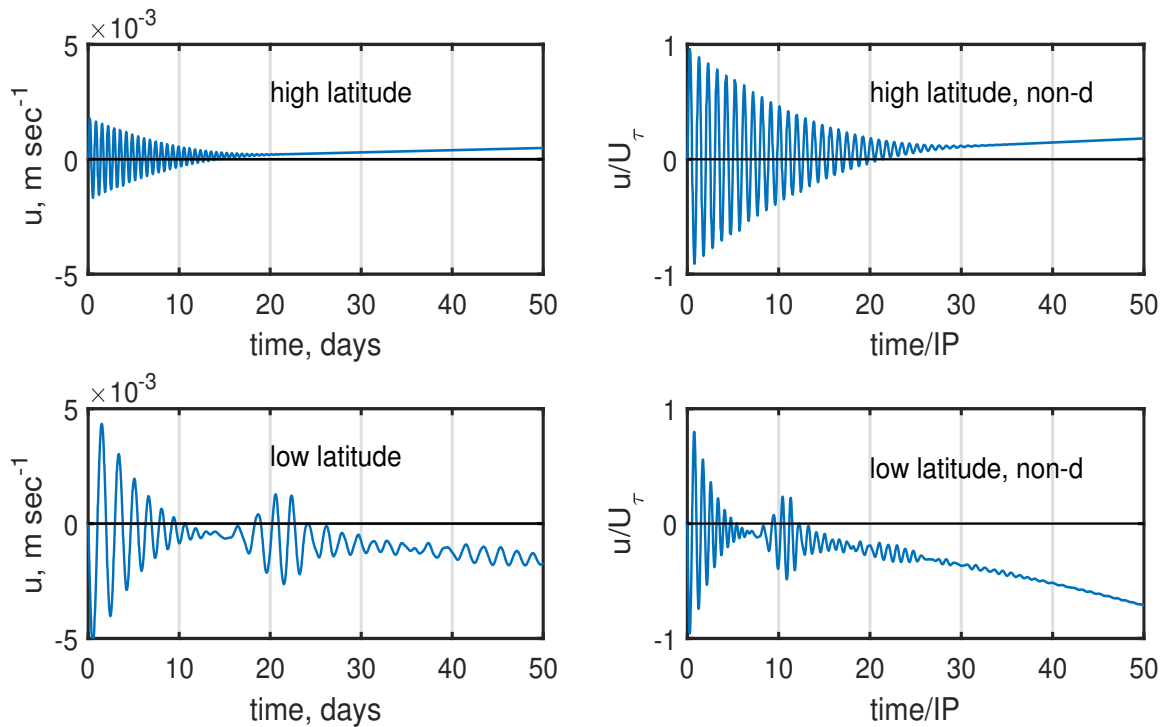 ×10⁻³
5
0
-5
u, m sec⁻¹
high latitude
0 10 20 30 40 50
time, days
1
0
-1
u/Uτ
high latitude, non-d
0 10 20 30 40 50
time/IP
×10⁻³
5
0
-5
u, m sec⁻¹
low latitude
0 10 20 30 40 50
time, days
1
0
-1
u/Uτ
low latitude, non-d
0 10 20 30 40 50
time/IP